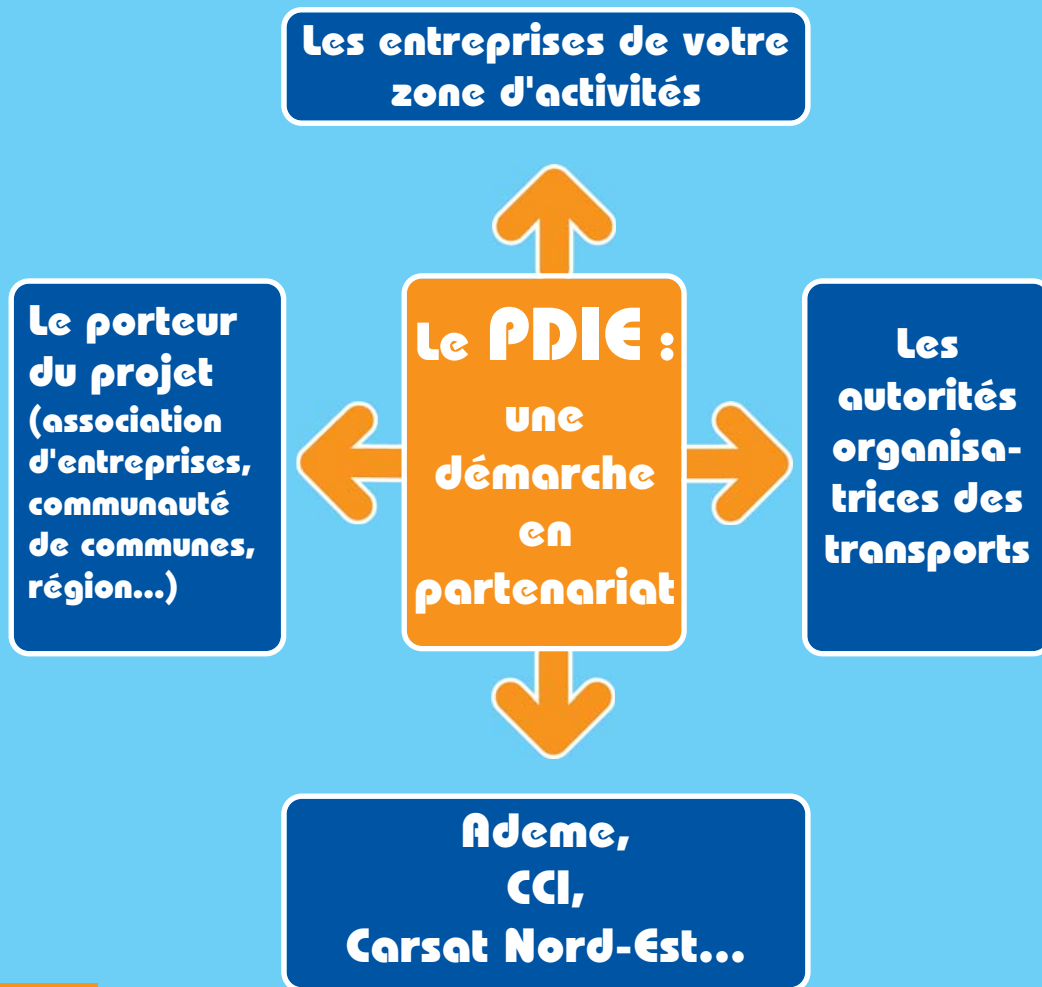 Les entreprises de votre
zone d'activités
Le porteur
du projet
(association
d'entreprises,
communauté
de communes,
région...)
Le PDIE :
une
démarche
en
partenariat
Les
autorités
organisa-
trices des
transports
Ademe,
CCI,
Carsat Nord-Est...